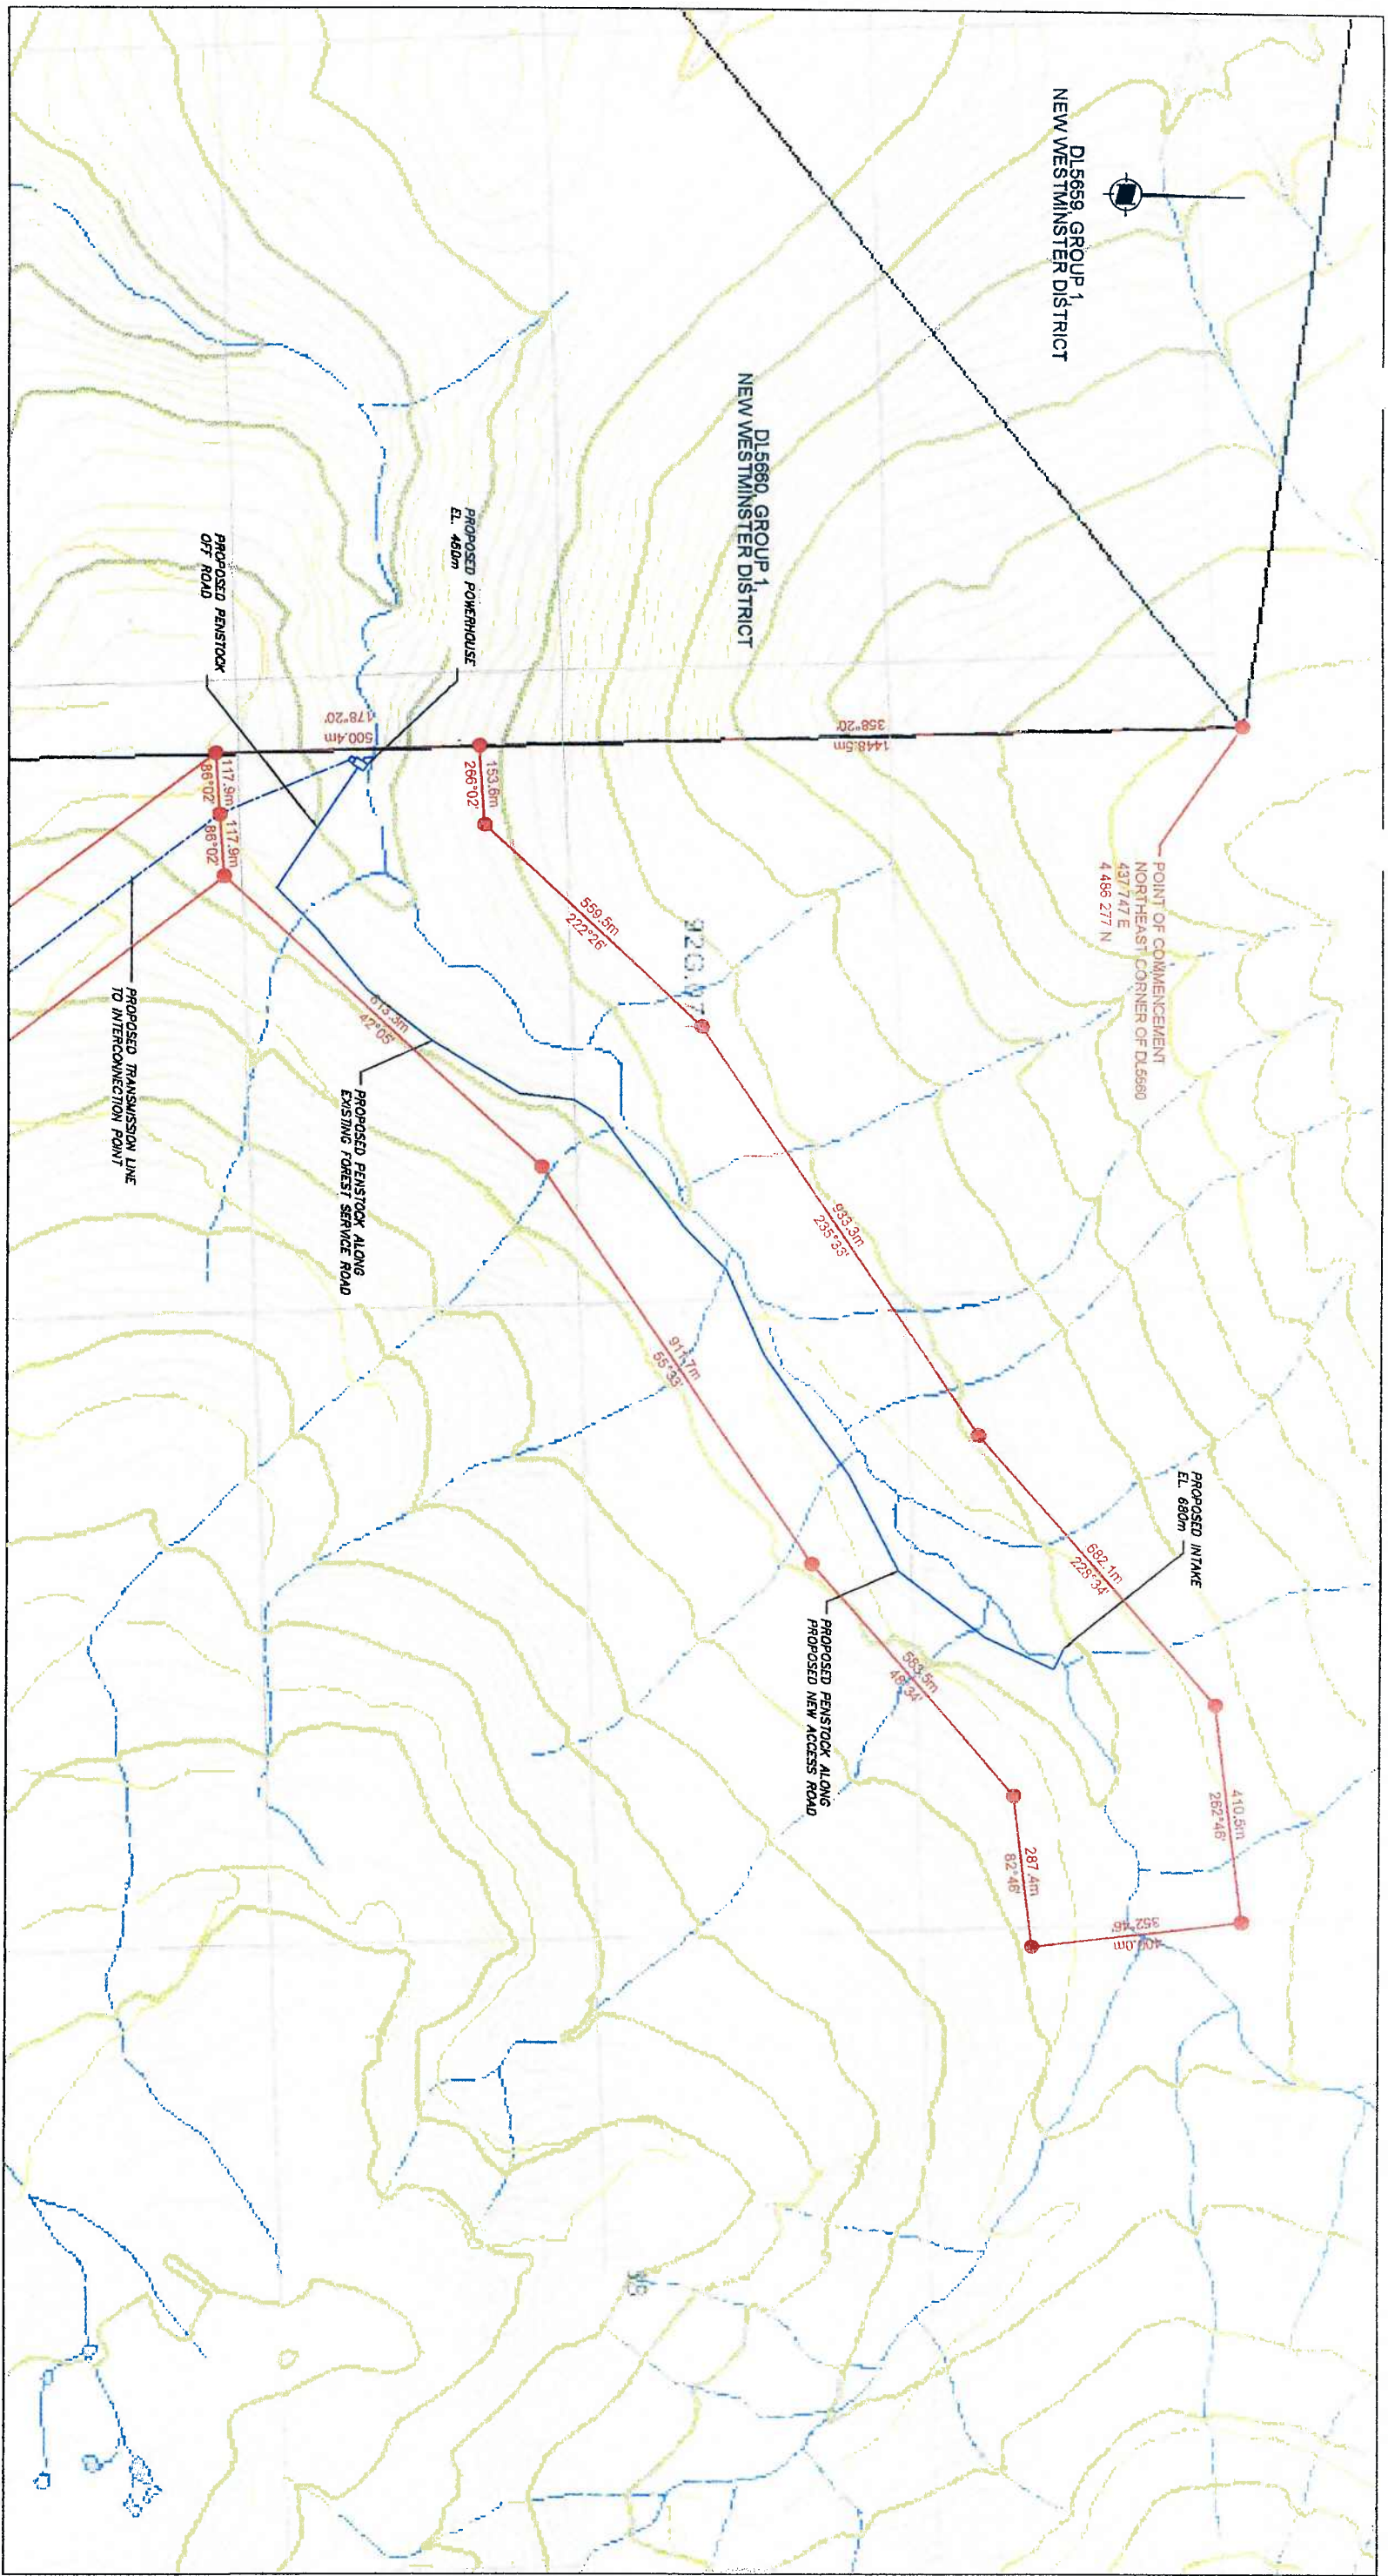 DL5659, GROUP 1,
NEW WESTMINSTER DISTRICT
DL5660, GROUP 1,
NEW WESTMINSTER DISTRICT
POINT OF COMMENCEMENT
NORTHEAST CORNER OF DL5660
437 747 E
4 486 277 N
358°20'
1448.5m
PROPOSED POWERHOUSE
EL. 450m
PROPOSED PENSTOCK
OFF ROAD
178°20'
500.4m
153.6m
266°02'
117.9m
86°02'
117.9m
86°02'
559.5m
222°26'
613.3m
42°05'
PROPOSED TRANSMISSION LINE
TO INTERCONNECTION POINT
PROPOSED PENSTOCK ALONG
EXISTING FOREST SERVICE ROAD
933.3m
235°33'
911.7m
55°33'
PROPOSED INTAKE
EL. 680m
682.1m
228°34'
583.5m
48°34'
PROPOSED PENSTOCK ALONG
PROPOSED NEW ACCESS ROAD
410.5m
262°46'
287.4m
82°46'
352°46'